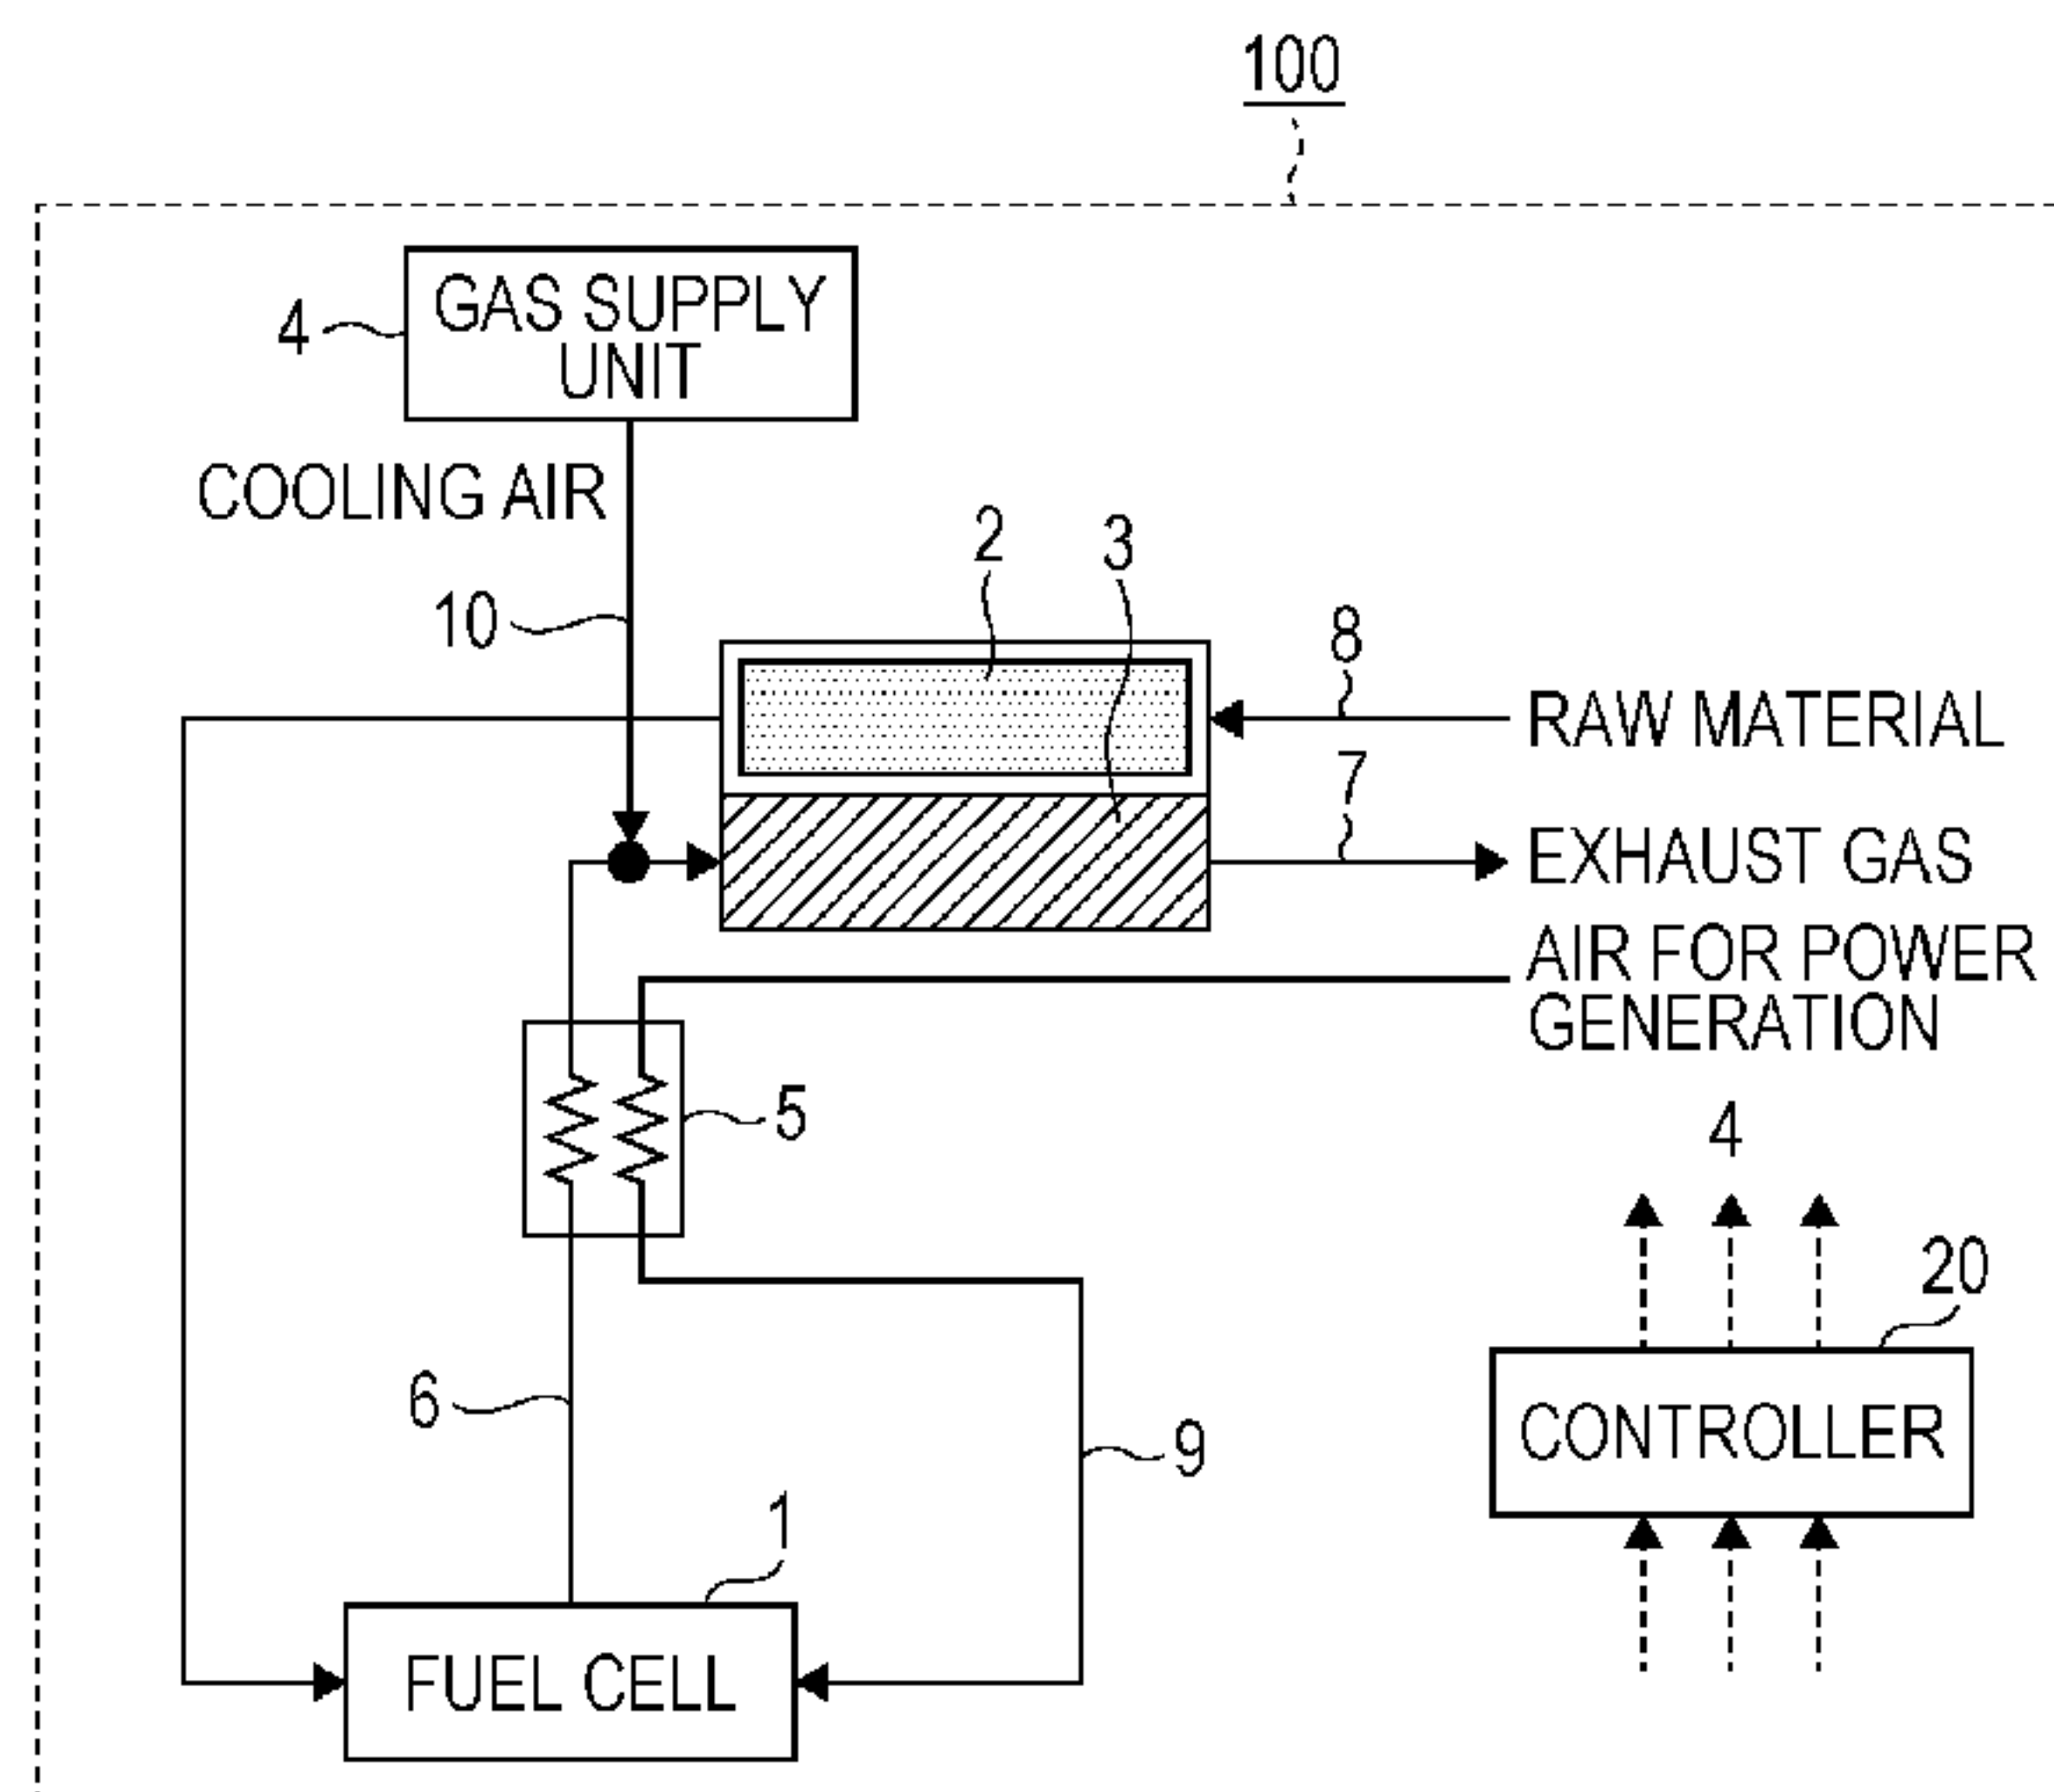 100
GAS SUPPLY
UNIT
4
COOLING AIR
2
3
10
8
RAW MATERIAL
7
EXHAUST GAS
AIR FOR POWER
GENERATION
5
4
20
CONTROLLER
6
9
1
FUEL CELL